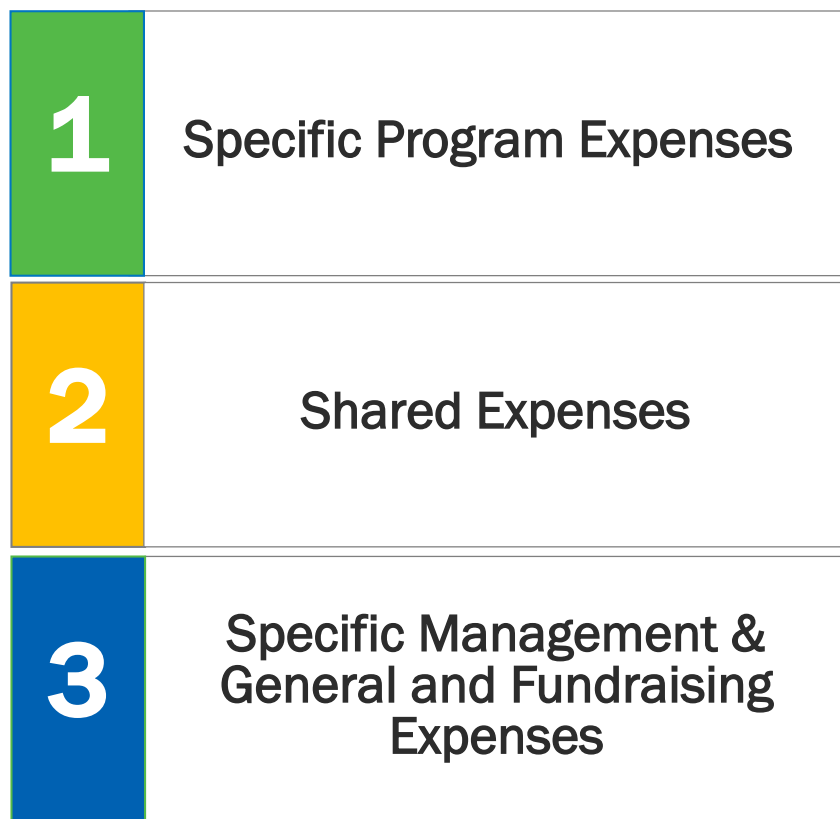 1
Specific Program Expenses
2
Shared Expenses
3
Specific Management &
General and Fundraising
Expenses